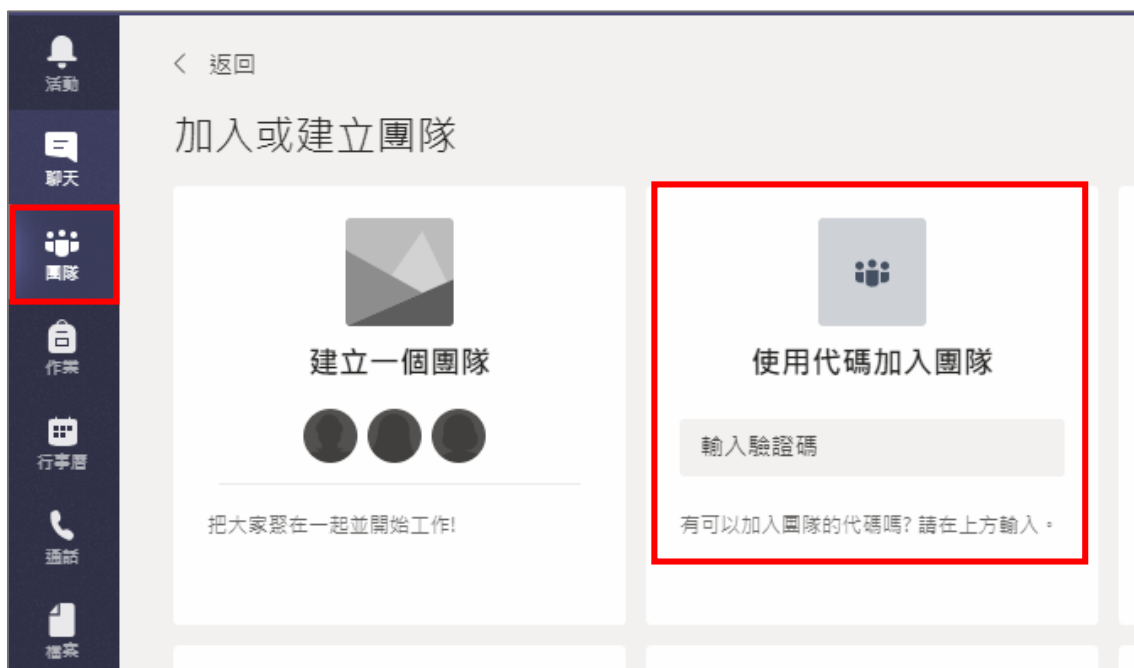 活動
聊天
團隊
作業
行事曆
通話
檔案
返回
加入或建立團隊
建立一個團隊
把大家聚在一起並開始工作!
使用代碼加入團隊
輸入驗證碼
有可以加入團隊的代碼嗎? 請在上方輸入。